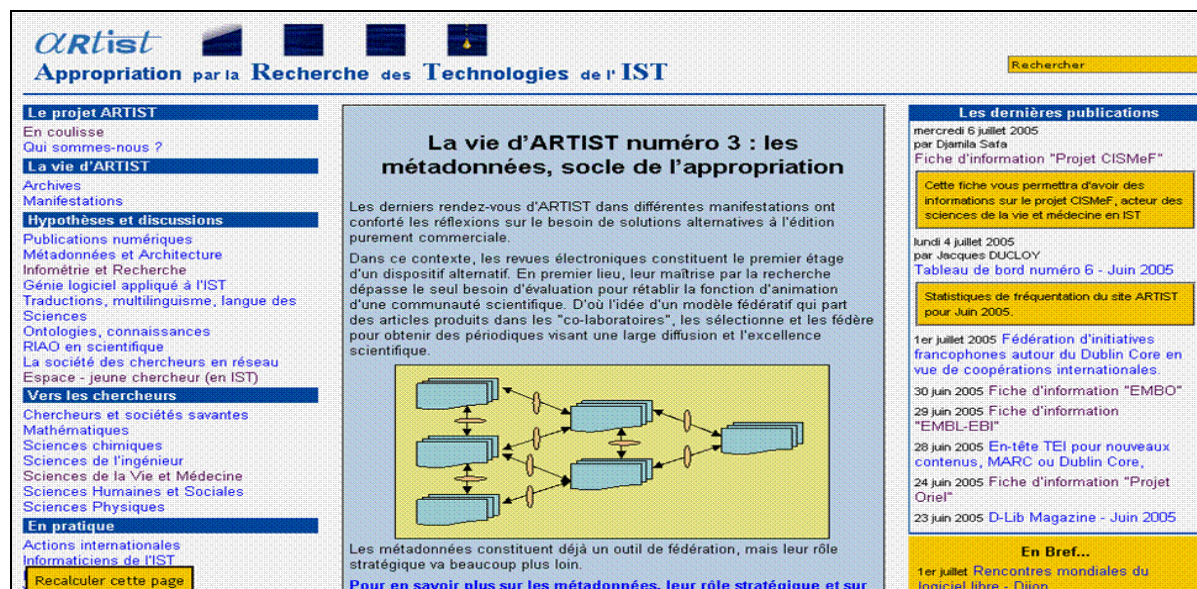 αRtist
Appropriation par la Recherche des Technologies de l' IST
Rechercher
Le projet ARTIST
En coulisse
Qui sommes-nous ?
La vie d'ARTIST
Archives
Manifestations
Hypothèses et discussions
Publications numériques
Métadonnées et Architecture
Infométrie et Recherche
Génie logiciel appliqué à l'IST
Traductions, multilinguisme, langue des
Sciences
Ontologies, connaissances
RIAO en scientifique
La société des chercheurs en réseau
Espace - jeune chercheur (en IST)
Vers les chercheurs
Chercheurs et sociétés savantes
Mathématiques
Sciences chimiques
Sciences de l'ingénieur
Sciences de la Vie et Médecine
Sciences Humaines et Sociales
Sciences Physiques
En pratique
Actions internationales
Informaticiens de l'IST
Recalculer cette page
La vie d'ARTIST numéro 3 : les
métadonnées, socle de l'appropriation
Les derniers rendez-vous d'ARTIST dans différentes manifestations ont
conforté les réflexions sur le besoin de solutions alternatives à l'édition
purement commerciale.
Dans ce contexte, les revues électroniques constituent le premier étage
d'un dispositif alternatif. En premier lieu, leur maîtrise par la recherche
dépasse le seul besoin d'évaluation pour rétablir la fonction d'animation
d'une communauté scientifique. D'où l'idée d'un modèle fédératif qui part
des articles produits dans les "co-laboratoires", les sélectionne et les fédère
pour obtenir des périodiques visant une large diffusion et l'excellence
scientifique.
Les métadonnées constituent déjà un outil de fédération, mais leur rôle
stratégique va beaucoup plus loin.
Pour en savoir plus sur les métadonnées, leur rôle stratégique et sur
Les dernières publications
mercredi 6 juillet 2005
par Djamila Safa
Fiche d'information "Projet CISMeF"
Cette fiche vous permettra d'avoir des
informations sur le projet CISMeF, acteur des
sciences de la vie et médecine en IST
lundi 4 juillet 2005
par Jacques DUCLOY
Tableau de bord numéro 6 - Juin 2005
Statistiques de fréquentation du site ARTIST
pour Juin 2005.
1er juillet 2005 Fédération d'initiatives
francophones autour du Dublin Core en
vue de coopérations internationales.
30 juin 2005 Fiche d'information "EMBO"
29 juin 2005 Fiche d'information
"EMBL-EBI"
28 juin 2005 En-tête TEI pour nouveaux
contenus, MARC ou Dublin Core,
24 juin 2005 Fiche d'information "Projet
Oriel"
23 juin 2005 D-Lib Magazine - Juin 2005
En Bref...
1er juillet Rencontres mondiales du
logiciel libre - Dijon